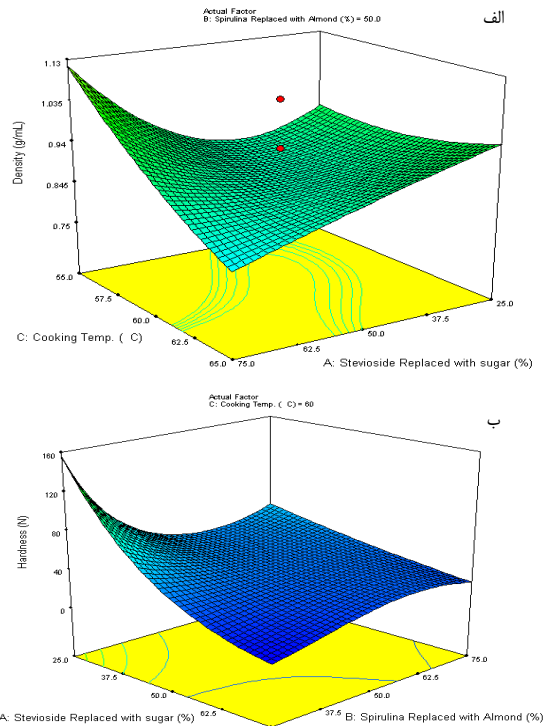 Actual Factor
B: Spirulina Replaced with Almond (%) = 50.0
الف
1.13
1.035
0.94
0.845
0.75
Density (g/mL)
55.0
57.5
60.0
62.5
65.0
C: Cooking Temp. ( C)
75.0
62.5
50.0
37.5
25.0
A: Stevioside Replaced with sugar (%)
Actual Factor
C: Cooking Temp. ( C) = 60
ب
160
120
80
40
0
Hardness (N)
25.0
37.5
50.0
62.5
A: Stevioside Replaced with sugar (%)
37.5
50.0
62.5
75.0
B: Spirulina Replaced with Almond (%)